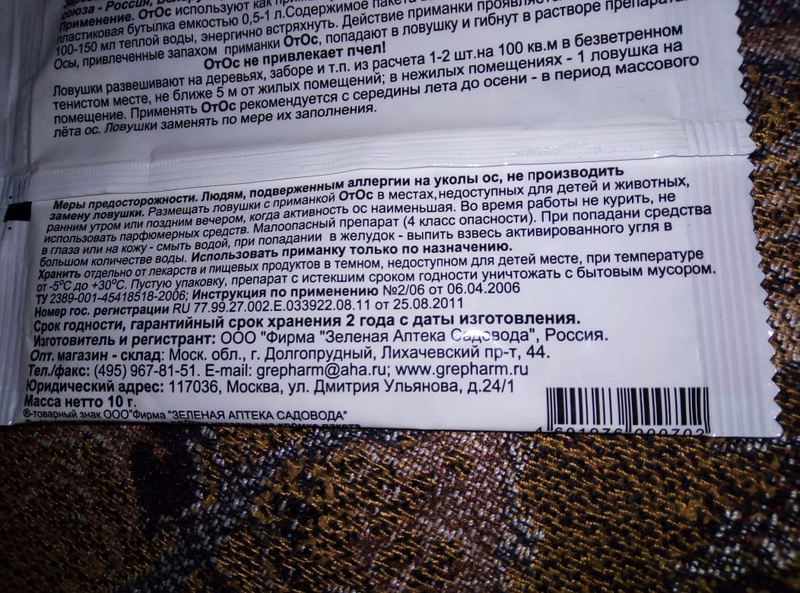 союза - Россия,
Применение. ОтОс используют как
пластиковая бутылка емкостью 0,5-1 л.Содержимое пакета
100-150 мл теплой воды, энергично встряхнуть. Действие приманки
Осы, привлеченные запахом приманки ОтОс, попадают в ловушку и гибнут в растворе
ОтОс не привлекает пчел!
Ловушки развешивают на деревьях, заборе и т.п. из расчета 1-2 шт.на 100 кв.м в безветренном
тенистом месте, не ближе 5 м от жилых помещений; в нежилых помещениях - 1 ловушка на
помещение. Применять ОтОс рекомендуется с середины лета до осени - в период массового
лёта ос. Ловушки заменять по мере их заполнения.
Меры предосторожности. Людям, подверженным аллергии на уколы ос, не производить
замену ловушки. Размещать ловушки с приманкой ОтОс в местах,недоступных для детей и животных,
ранним утром или поздним вечером, когда активность ос наименьшая. Во время работы не курить, не
использовать парфюмерных средств. Малоопасный препарат (4 класс опасности). При попадани средства
в глаза или на кожу - смыть водой, при попадании в желудок - выпить взвесь активированного угля в
большом количестве воды. Использовать приманку только по назначению.
Хранить отдельно от лекарств и пищевых продуктов в темном, недоступном для детей месте, при температуре
от -5°С до +30°С. Пустую упаковку, препарат с истекшим сроком годности уничтожать с бытовым мусором.
ТУ 2389-001-45418518-2006; Инструкция по применению №2/06 от 06.04.2006
Номер гос. регистрации RU 77.99.27.002.Е.033922.08.11 от 25.08.2011
Срок годности, гарантийный срок хранения 2 года с даты изготовления.
Изготовитель и регистрант: ООО "Фирма "Зеленая Аптека Садовода", Россия.
Опт. магазин - склад: Моск. обл., г. Долгопрудный, Лихачевский пр-т, 44.
Тел./факс: (495) 967-81-51. E-mail: grepharm@aha.ru; www.grepharm.ru
Юридический адрес: 117036, Москва, ул. Дмитрия Ульянова, д.24/1
Масса нетто 10 г.
®-товарный знак ООО"Фирма "ЗЕЛЕНАЯ АПТЕКА САДОВОДА"